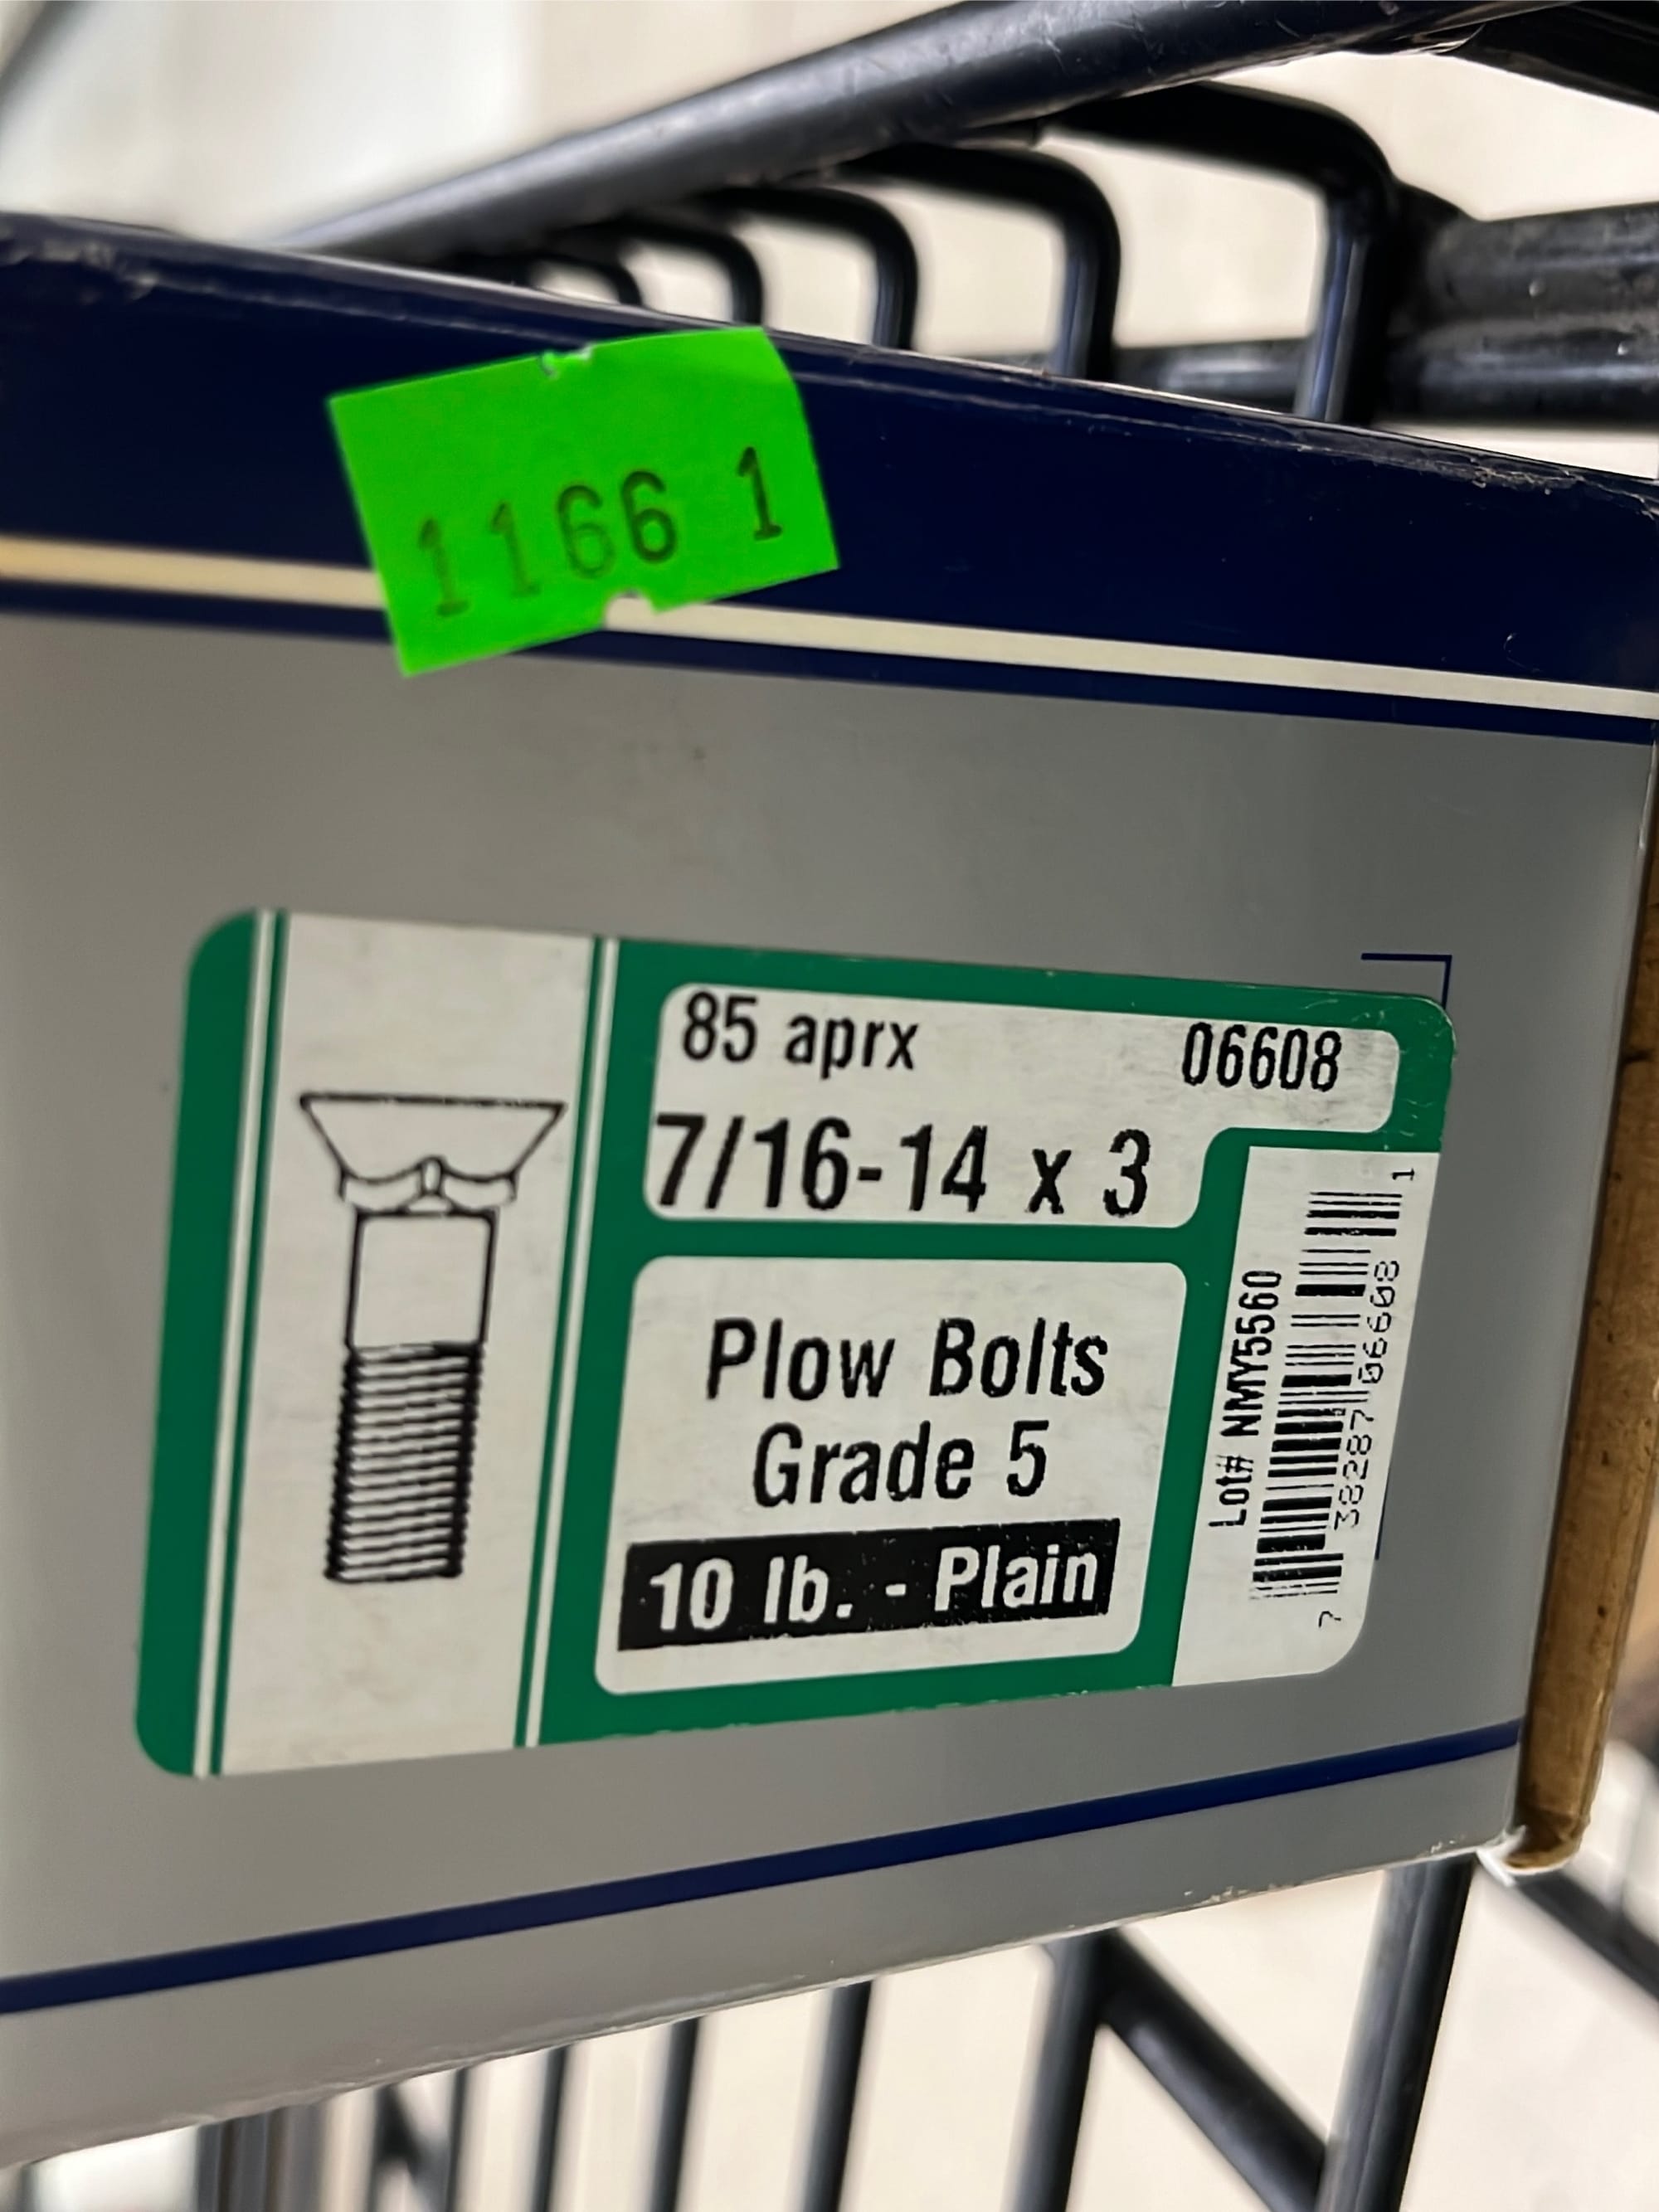 1166 1
85 aprx 06608
7/16-14 x 3
Plow Bolts
Grade 5
10 lb. - Plain
Lot# NMY5560
7 38287 06608 1